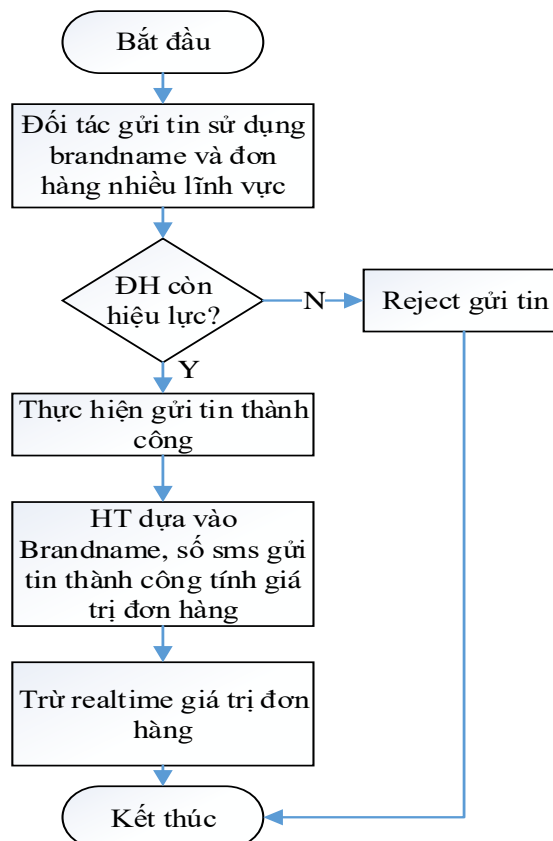 Bắt đầu
Đối tác gửi tin sử dụng
brandname và đơn
hàng nhiều lĩnh vực
ĐH còn
hiệu lực?
N
Reject gửi tin
Y
Thực hiện gửi tin thành
công
HT dựa vào
Brandname, số sms gửi
tin thành công tính giá
trị đơn hàng
Trừ realtime giá trị đơn
hàng
Kết thúc